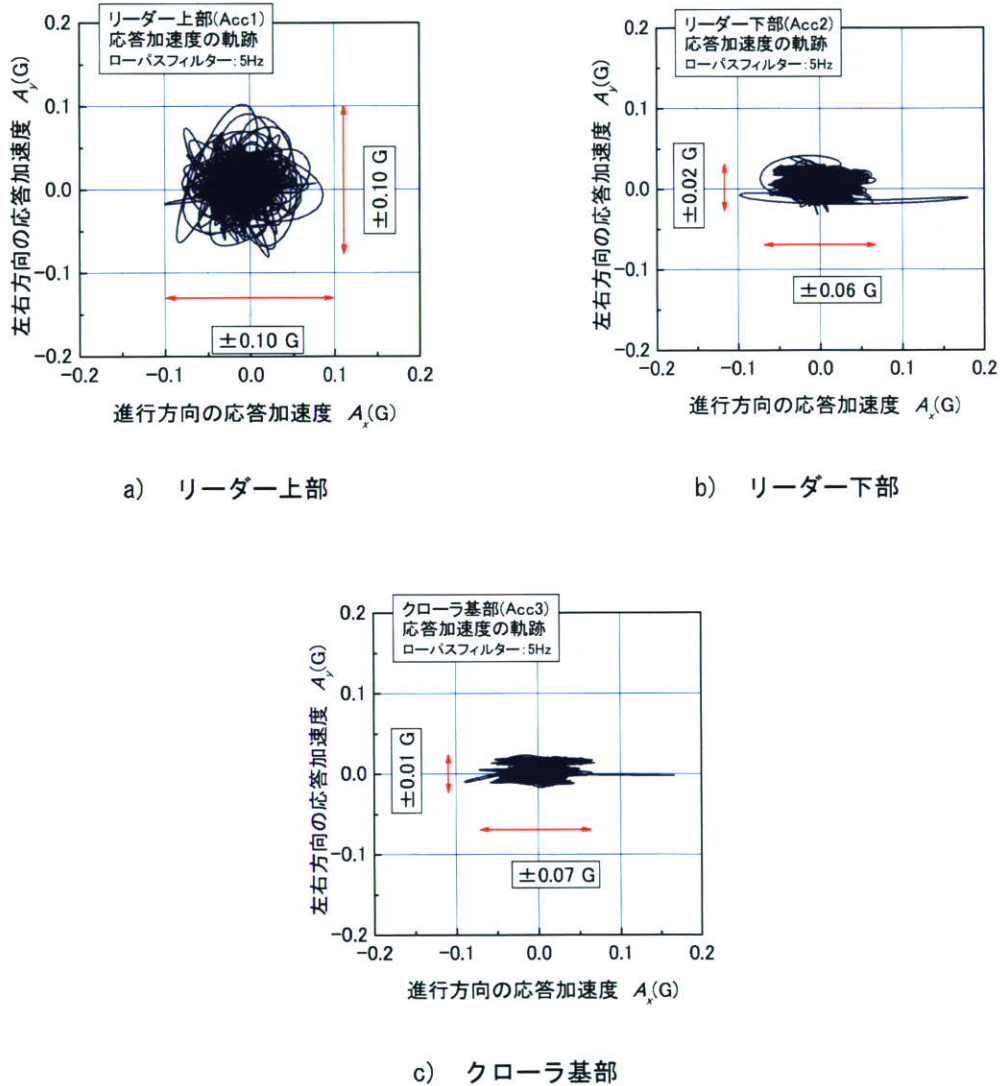 リーダー上部(Acc1)
応答加速度の軌跡
ローパスフィルター:5Hz
左右方向の応答加速度 Ay(G)
0.2
0.1
0.0
−0.1
−0.2
±0.10 G
±0.10 G
−0.2 −0.1 0.0 0.1 0.2
進行方向の応答加速度 Ax(G)
a) リーダー上部
リーダー下部(Acc2)
応答加速度の軌跡
ローパスフィルター:5Hz
左右方向の応答加速度 Ay(G)
0.2
0.1
0.0
−0.1
−0.2
±0.02 G
±0.06 G
−0.2 −0.1 0.0 0.1 0.2
進行方向の応答加速度 Ax(G)
b) リーダー下部
クローラ基部(Acc3)
応答加速度の軌跡
ローパスフィルター:5Hz
左右方向の応答加速度 Ay(G)
0.2
0.1
0.0
−0.1
−0.2
±0.01 G
±0.07 G
−0.2 −0.1 0.0 0.1 0.2
進行方向の応答加速度 Ax(G)
c) クローラ基部